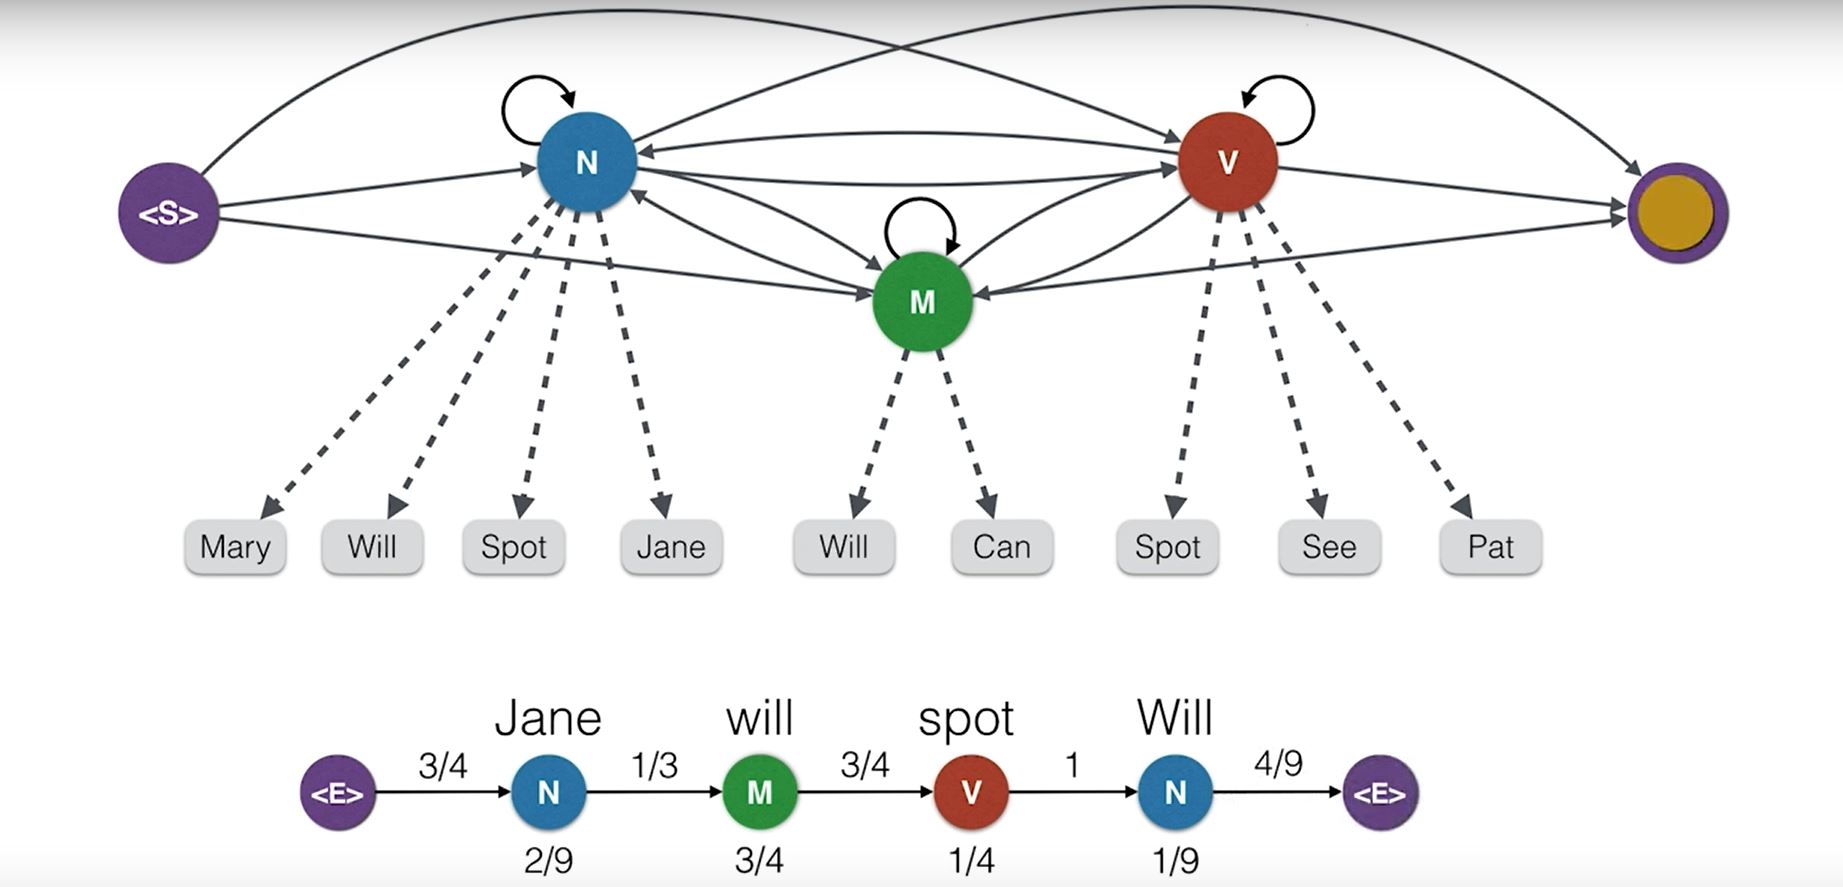 N V
<S>
M
Mary Will Spot Jane Will Can Spot See Pat
Jane will spot Will
3/4 1/3 3/4 1 4/9
<E> N M V N <E>
2/9 3/4 1/4 1/9